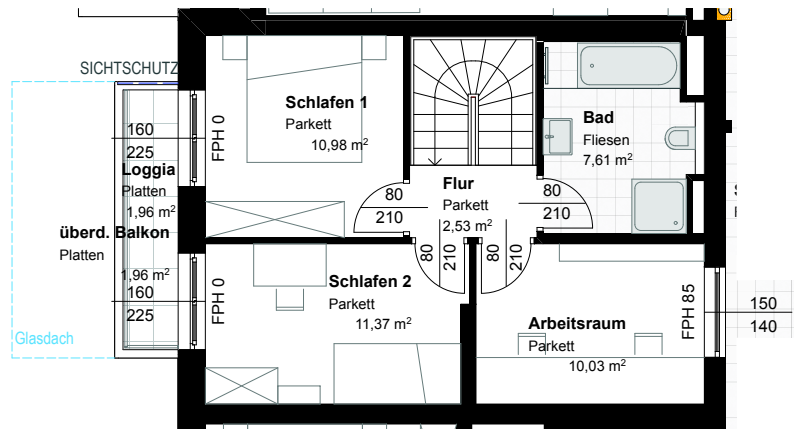 SICHTSCHUTZ
160
225
Loggia
Platten
1,96 m²
überd. Balkon
Platten
1,96 m²
160
225
Glasdach
FPH 0
FPH 0
Schlafen 1
Parkett
10,98 m²
Schlafen 2
Parkett
11,37 m²
80
210
Flur
Parkett
2,53 m²
80
210
80
210
80
210
Bad
Fliesen
7,61 m²
Arbeitsraum
Parkett
10,03 m²
FPH 85
150
140